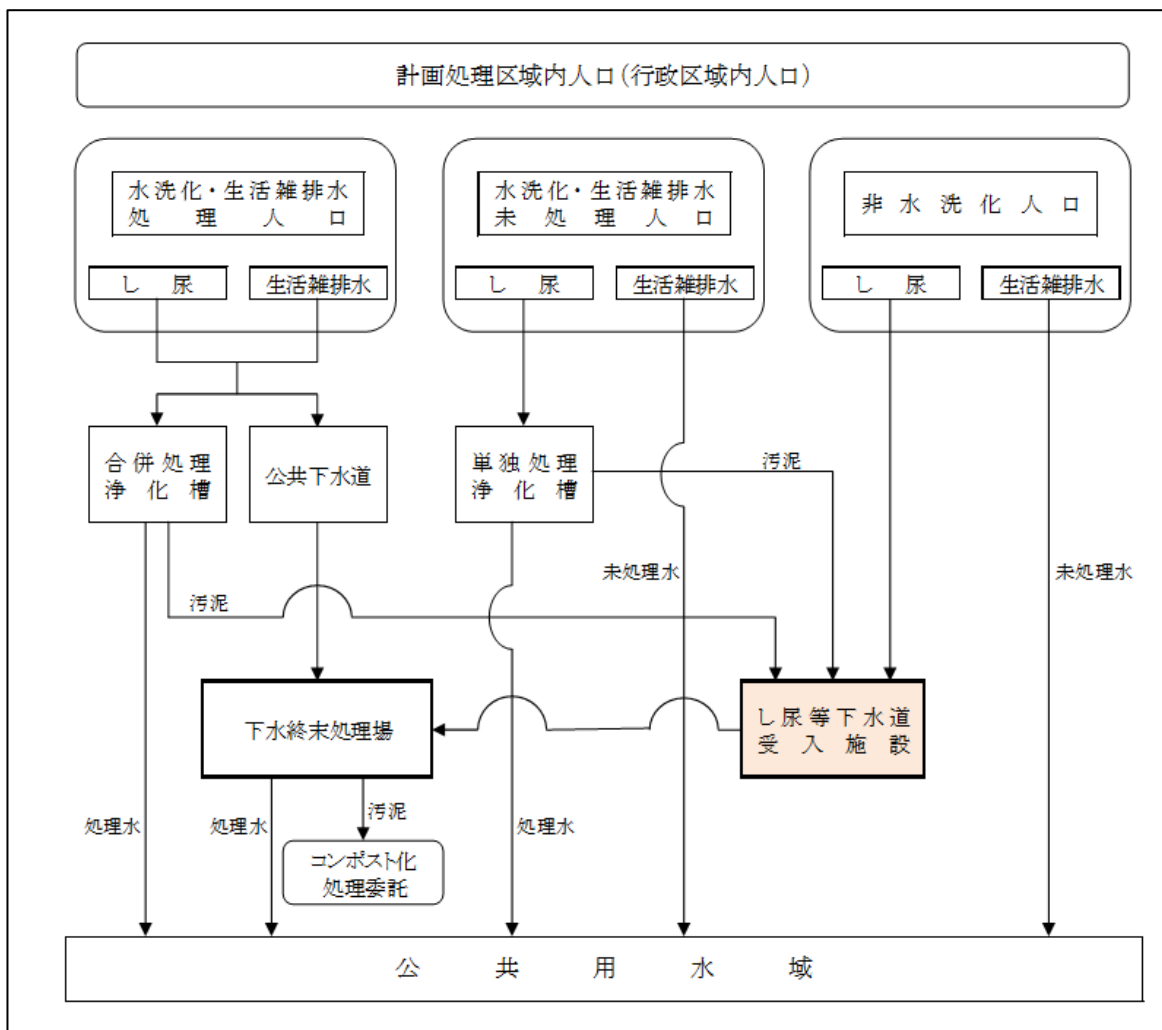 計画処理区域内人口(行政区域内人口)
水洗化・生活雑排水
処理人口
し尿
生活雑排水
水洗化・生活雑排水
未処理人口
し尿
生活雑排水
非水洗化人口
し尿
生活雑排水
合併処理
浄化槽
公共下水道
単独処理
浄化槽
汚泥
未処理水
未処理水
汚泥
下水終末処理場
し尿等下水道
受入施設
処理水
処理水
汚泥
処理水
コンポスト化
処理委託
公共用水域